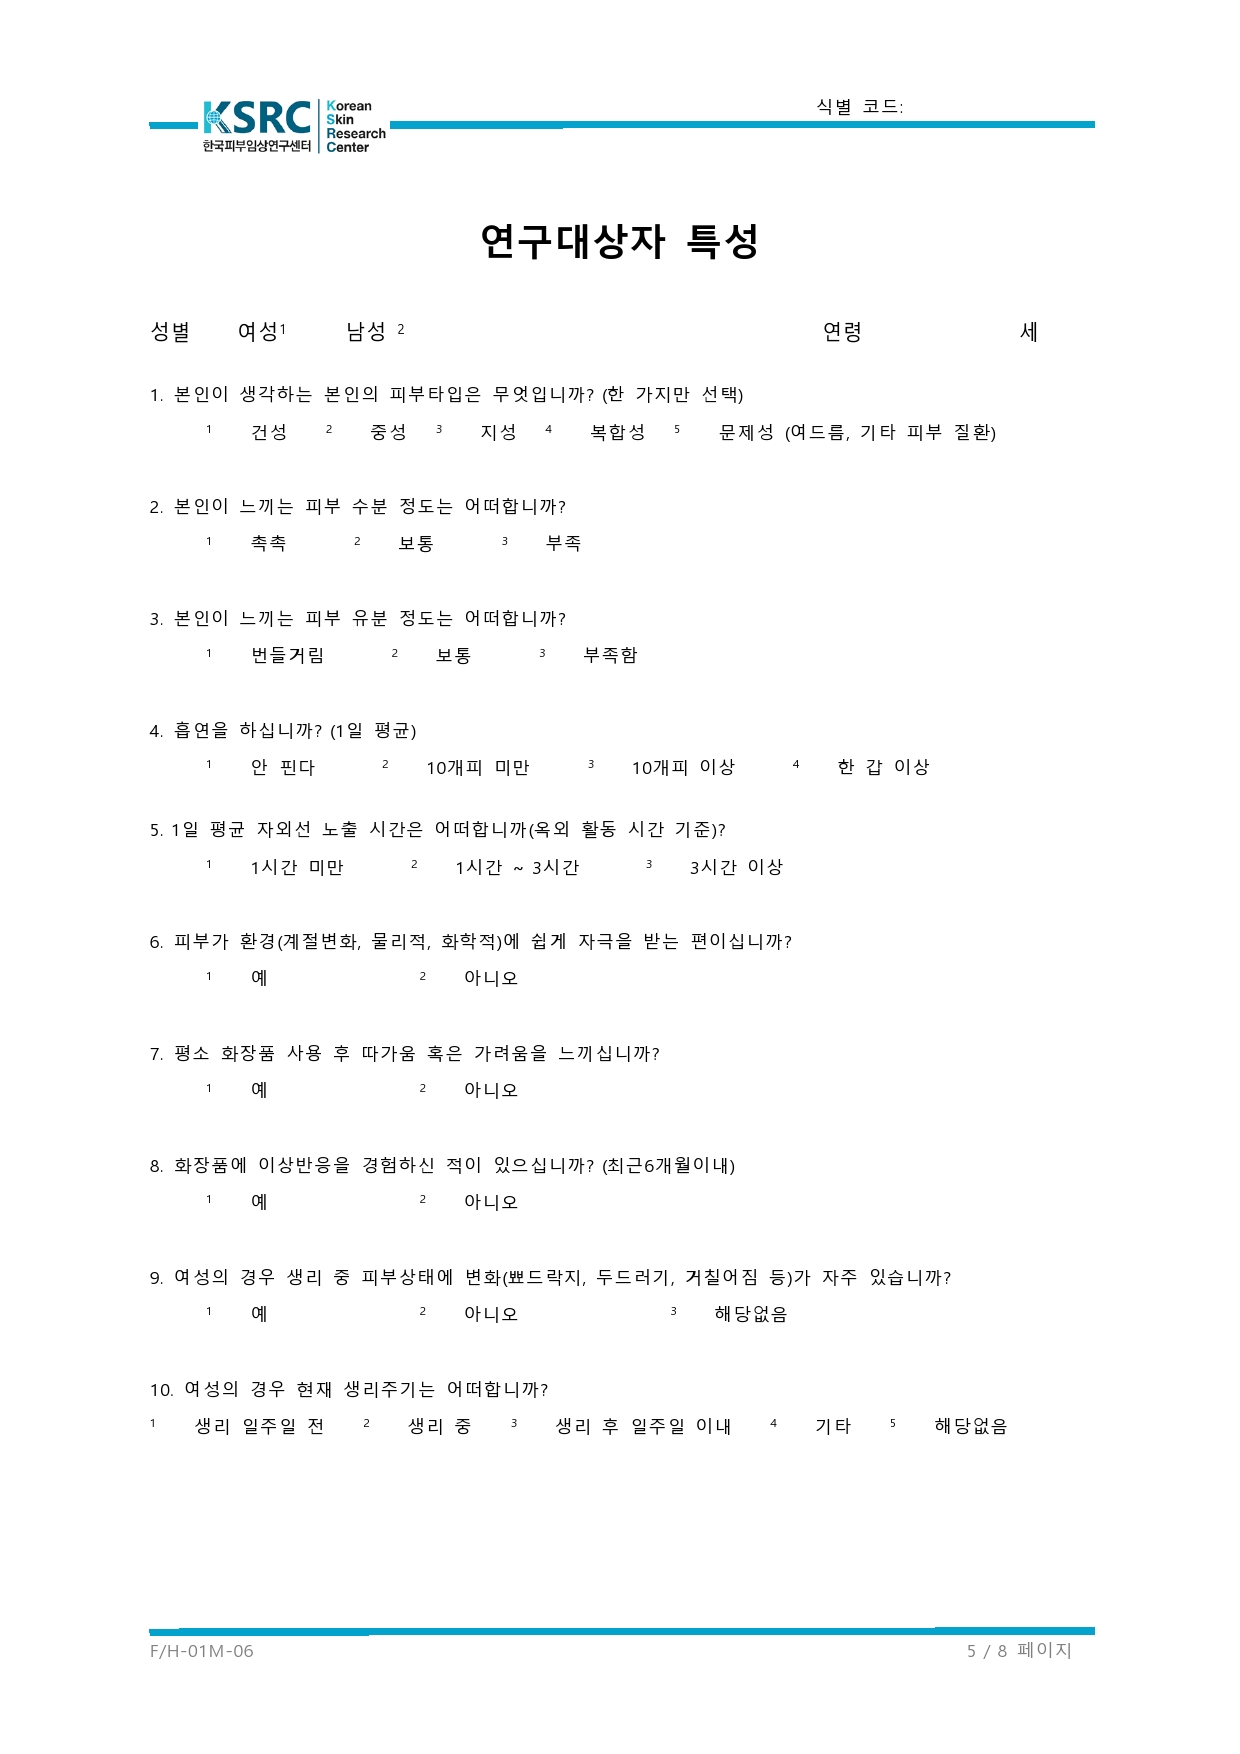 식별 코드:
KSRC
한국피부임상연구센터
Korean
Skin
Research
Center
연구대상자 특성
성별 여성¹ 남성 ² 연령 세
1. 본인이 생각하는 본인의 피부타입은 무엇입니까? (한 가지만 선택)
¹ 건성 ² 중성 ³ 지성 ⁴ 복합성 ⁵ 문제성 (여드름, 기타 피부 질환)
2. 본인이 느끼는 피부 수분 정도는 어떠합니까?
¹ 촉촉 ² 보통 ³ 부족
3. 본인이 느끼는 피부 유분 정도는 어떠합니까?
¹ 번들거림 ² 보통 ³ 부족함
4. 흡연을 하십니까? (1일 평균)
¹ 안 핀다 ² 10개피 미만 ³ 10개피 이상 ⁴ 한 갑 이상
5. 1일 평균 자외선 노출 시간은 어떠합니까(옥외 활동 시간 기준)?
¹ 1시간 미만 ² 1시간 ~ 3시간 ³ 3시간 이상
6. 피부가 환경(계절변화, 물리적, 화학적)에 쉽게 자극을 받는 편이십니까?
¹ 예 ² 아니오
7. 평소 화장품 사용 후 따가움 혹은 가려움을 느끼십니까?
¹ 예 ² 아니오
8. 화장품에 이상반응을 경험하신 적이 있으십니까? (최근6개월이내)
¹ 예 ² 아니오
9. 여성의 경우 생리 중 피부상태에 변화(뾰드락지, 두드러기, 거칠어짐 등)가 자주 있습니까?
¹ 예 ² 아니오 ³ 해당없음
10. 여성의 경우 현재 생리주기는 어떠합니까?
¹ 생리 일주일 전 ² 생리 중 ³ 생리 후 일주일 이내 ⁴ 기타 ⁵ 해당없음
F/H-01M-06 5 / 8 페이지